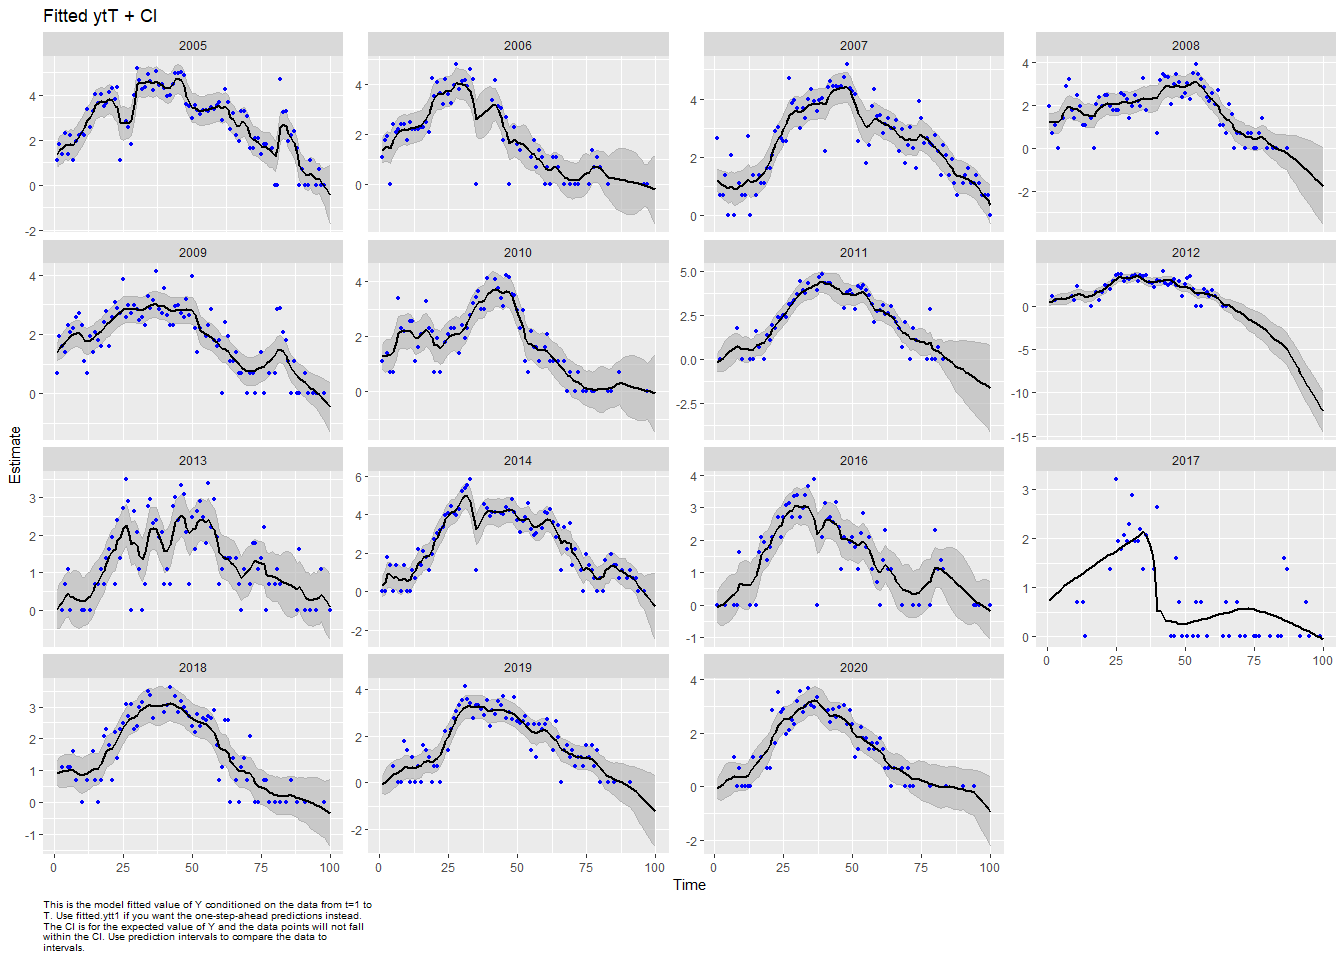 Fitted ytT + CI
2005 2006 2007 2008
4 2 0 -2
4 2 0
4 2 0
4 2 0 -2
2009 2010 2011 2012
4 2 0
4 2 0
5.0 2.5 0.0 -2.5
0 -5 -10 -15
2013 2014 2016 2017
3 2 1 0
6 4 2 0 -2
4 3 2 1 0 -1
3 2 1 0
0 25 50 75 100
2018 2019 2020
3 2 1 0 -1
4 2 0 -2
4 2 0 -2
0 25 50 75 100
0 25 50 75 100
0 25 50 75 100
Estimate
Time
This is the model fitted value of Y conditioned on the data from t=1 to
T. Use fitted.ytt1 if you want the one-step-ahead predictions instead.
The CI is for the expected value of Y and the data points will not fall
within the CI. Use prediction intervals to compare the data to
intervals.